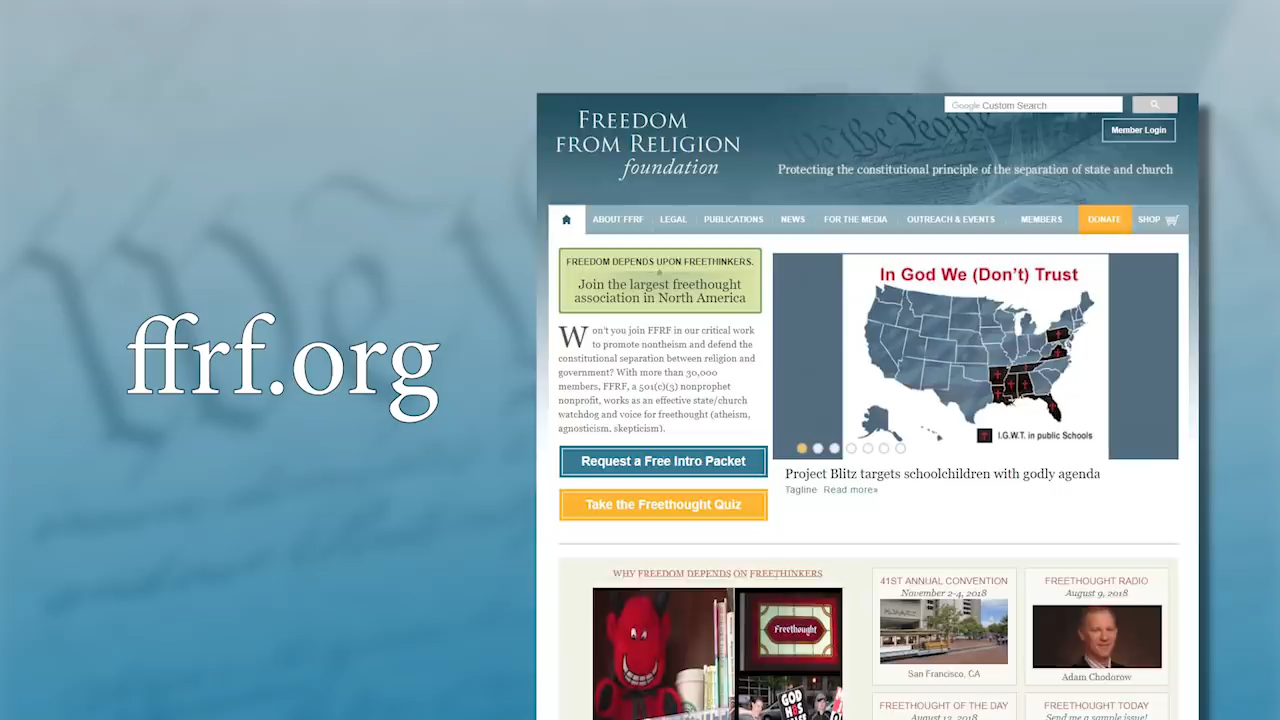 ffrf.org
Google Custom Search
FREEDOM
FROM RELIGION
foundation
We the People
Member Login
Protecting the constitutional principle of the separation of state and church
ABOUT FFRF LEGAL PUBLICATIONS NEWS FOR THE MEDIA OUTREACH & EVENTS MEMBERS DONATE SHOP
FREEDOM DEPENDS UPON FREETHINKERS.
Join the largest freethought
association in North America
Won't you join FFRF in our critical work
to promote nontheism and defend the
constitutional separation between religion and
government? With more than 30,000
members, FFRF, a 501(c)(3) nonprophet
nonprofit, works as an effective state/church
watchdog and voice for freethought (atheism,
agnosticism, skepticism).
Request a Free Intro Packet
Take the Freethought Quiz
In God We (Don't) Trust
I.G.W.T. in public Schools
Project Blitz targets schoolchildren with godly agenda
Tagline Read more»
WHY FREEDOM DEPENDS ON FREETHINKERS
Freethought
GOD
41ST ANNUAL CONVENTION
November 2-4, 2018
San Francisco, CA
FREETHOUGHT RADIO
August 9, 2018
Adam Chodorow
FREETHOUGHT OF THE DAY
August 13, 2018
FREETHOUGHT TODAY
Send me a sample issue!